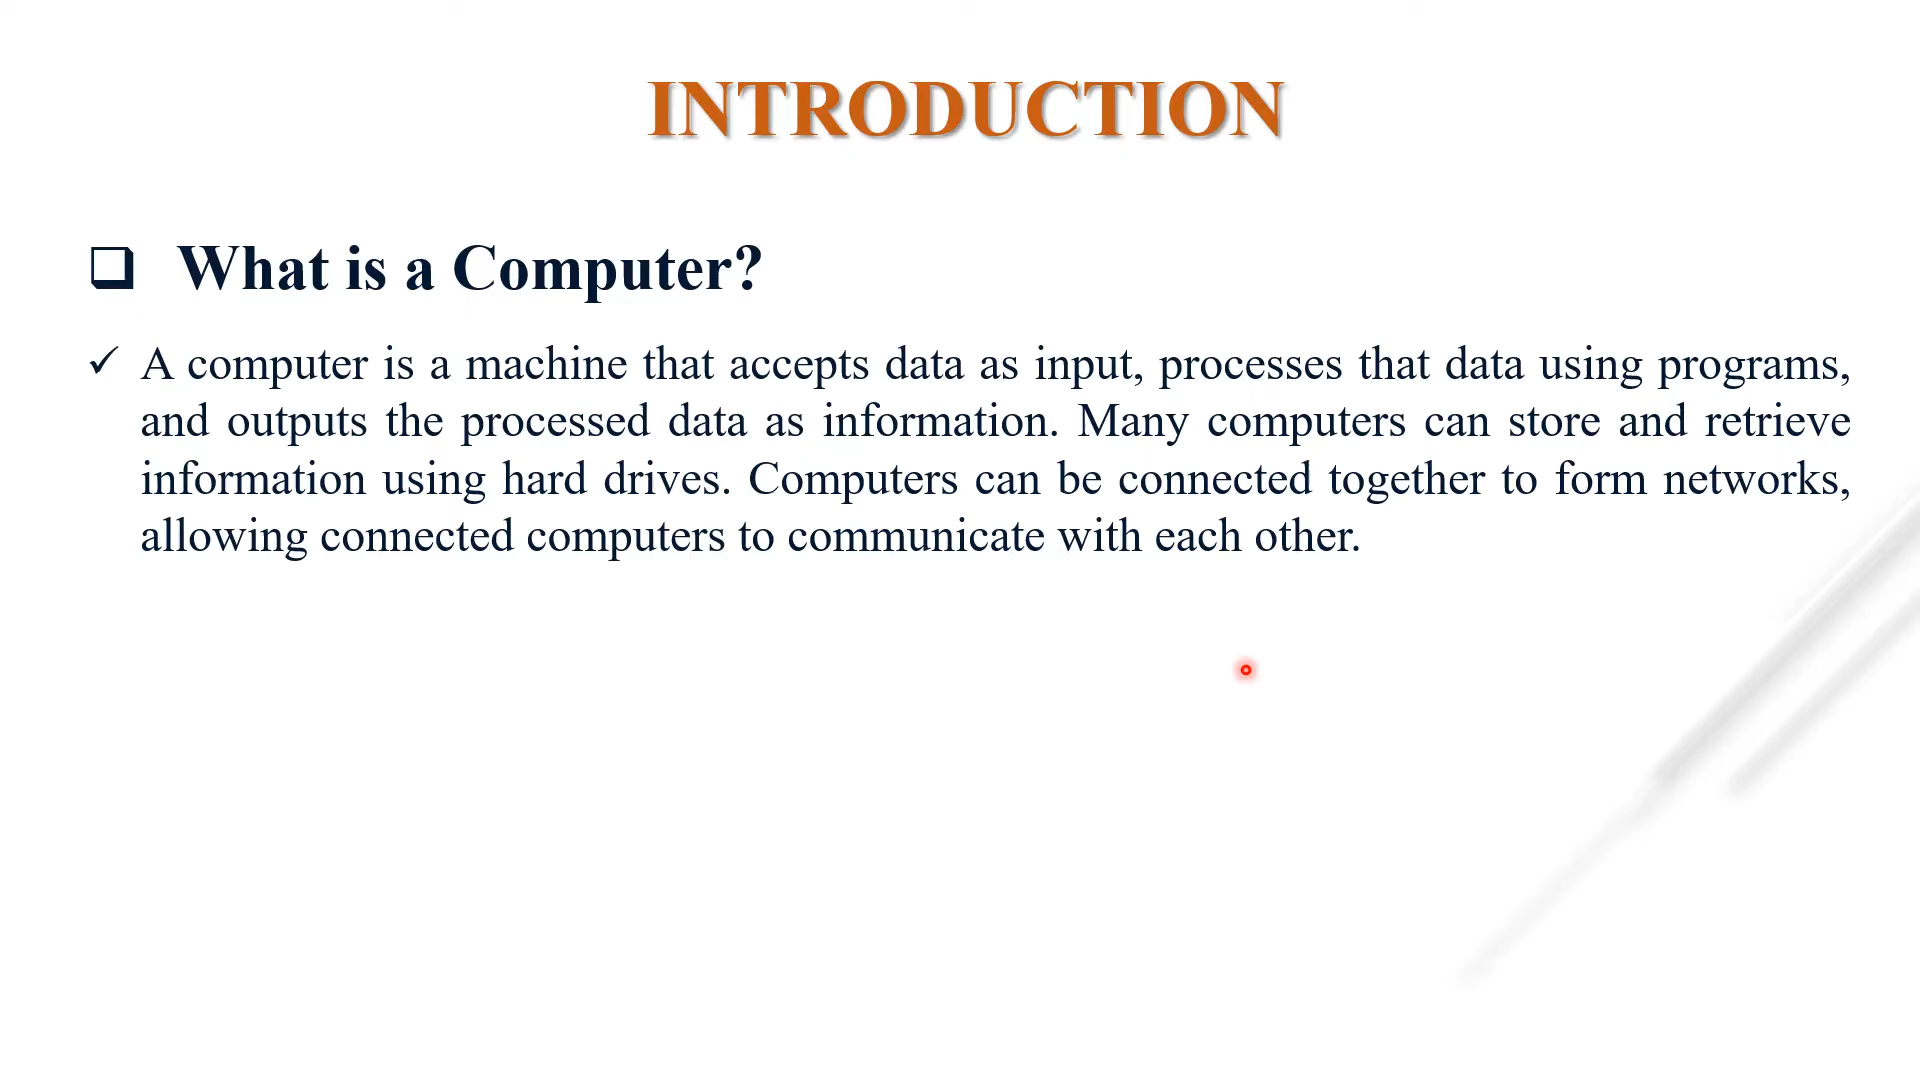 INTRODUCTION
What is a Computer?
A computer is a machine that accepts data as input, processes that data using programs,
and outputs the processed data as information. Many computers can store and retrieve
information using hard drives. Computers can be connected together to form networks,
allowing connected computers to communicate with each other.